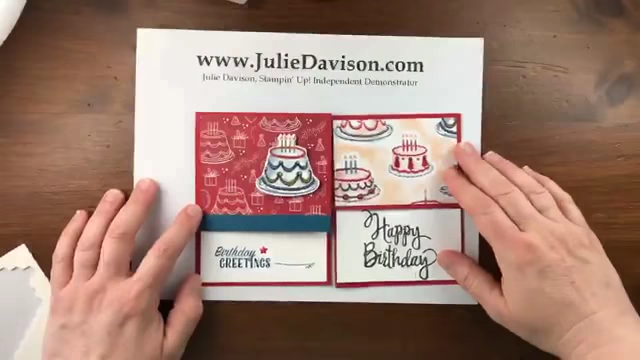 www.JulieDavison.com
Julie Davison, Stampin' Up! Independent Demonstrator
Birthday
GREETINGS
Happy
Birthday